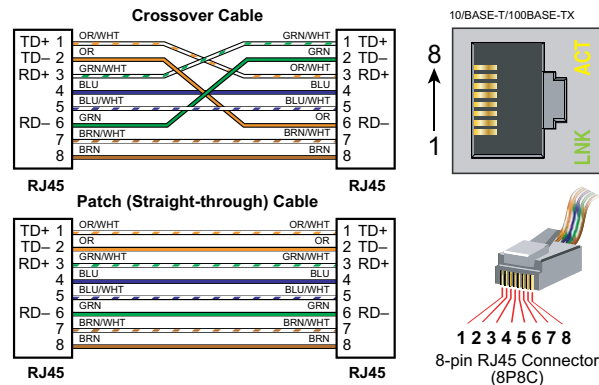 Crossover Cable
TD+ 1 OR/WHT GRN/WHT 1 TD+
TD– 2 OR GRN 2 TD–
RD+ 3 GRN/WHT OR/WHT 3 RD+
4 BLU BLU 4
5 BLU/WHT BLU/WHT 5
RD– 6 GRN OR 6 RD–
7 BRN/WHT BRN/WHT 7
8 BRN BRN 8
RJ45 RJ45
Patch (Straight-through) Cable
TD+ 1 OR/WHT OR/WHT 1 TD+
TD– 2 OR OR 2 TD–
RD+ 3 GRN/WHT GRN/WHT 3 RD+
4 BLU BLU 4
5 BLU/WHT BLU/WHT 5
RD– 6 GRN GRN 6 RD–
7 BRN/WHT BRN/WHT 7
8 BRN BRN 8
RJ45 RJ45
10/BASE-T/100BASE-TX
8
1
ACT
LNK
1 2 3 4 5 6 7 8
8-pin RJ45 Connector
(8P8C)